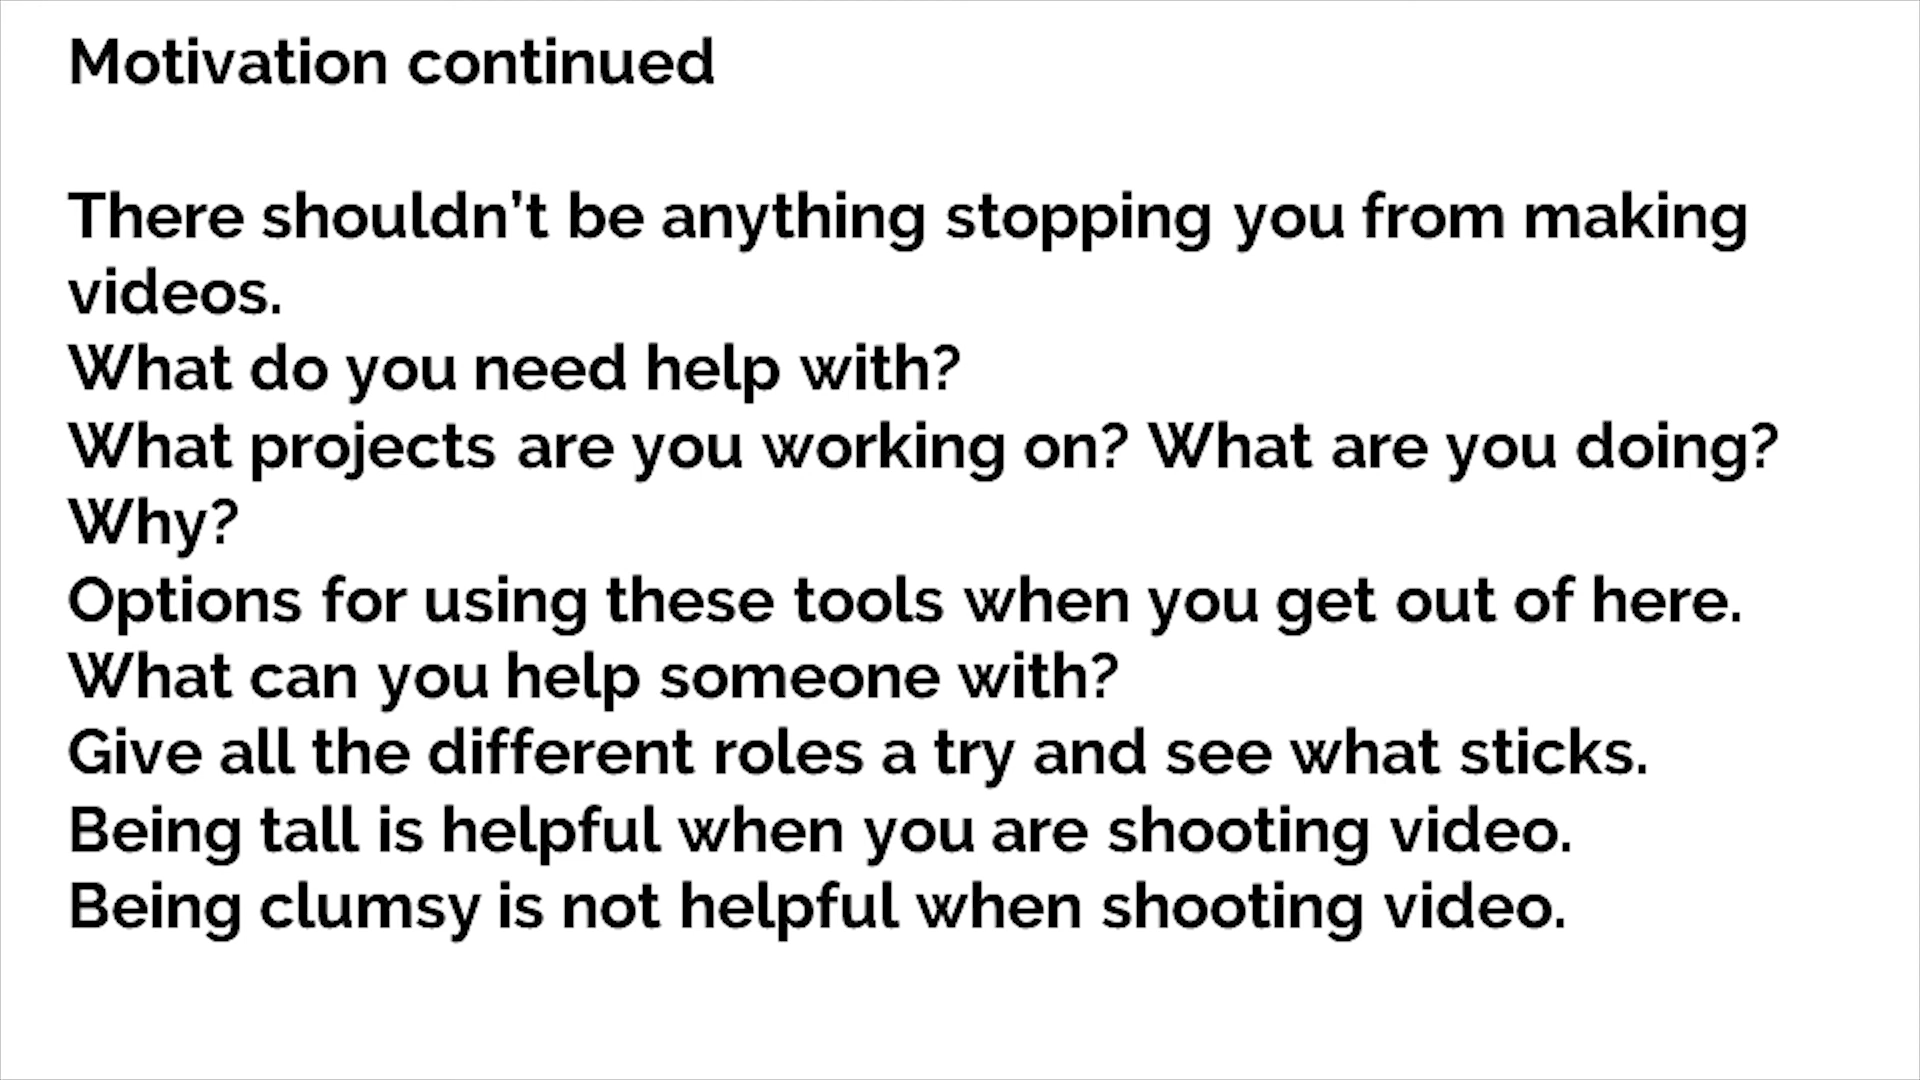 Motivation continued
There shouldn’t be anything stopping you from making
videos.
What do you need help with?
What projects are you working on? What are you doing?
Why?
Options for using these tools when you get out of here.
What can you help someone with?
Give all the different roles a try and see what sticks.
Being tall is helpful when you are shooting video.
Being clumsy is not helpful when shooting video.